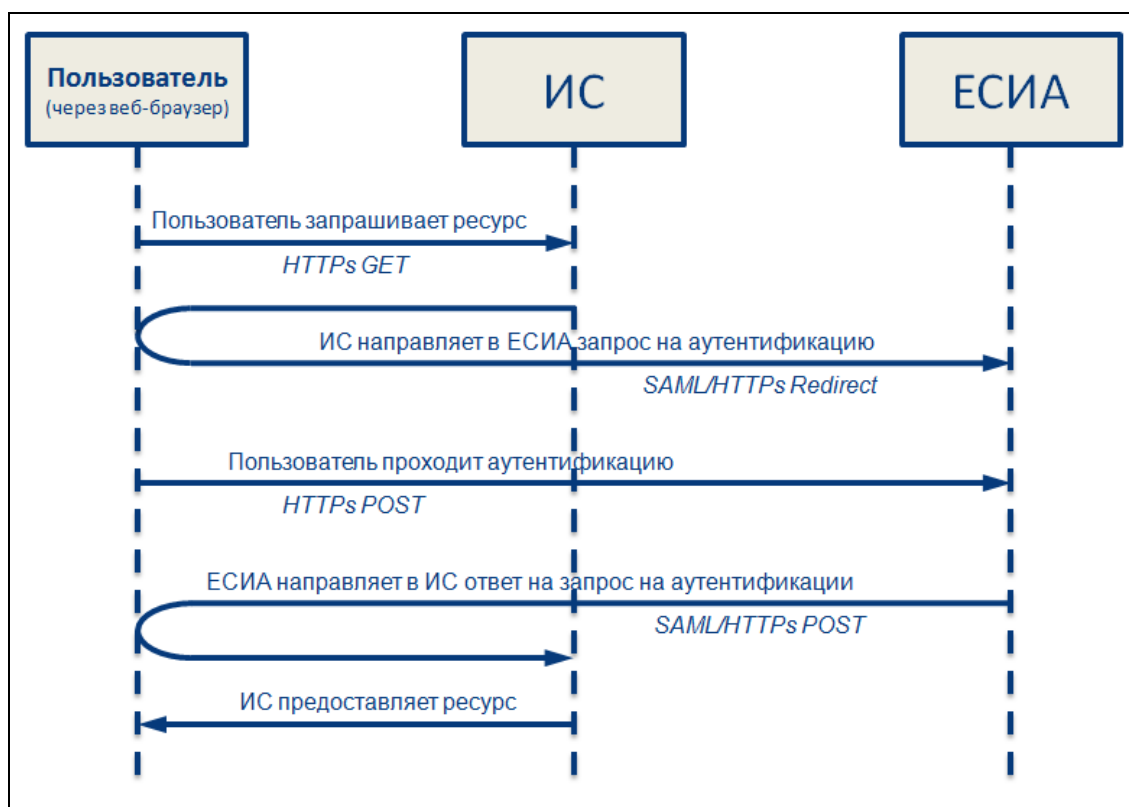 Пользователь
(через веб-браузер)
ИС
ЕСИА
Пользователь запрашивает ресурс
HTTPs GET
ИС направляет в ЕСИА запрос на аутентификацию
SAML/HTTPs Redirect
Пользователь проходит аутентификацию
HTTPs POST
ЕСИА направляет в ИС ответ на запрос на аутентификации
SAML/HTTPs POST
ИС предоставляет ресурс